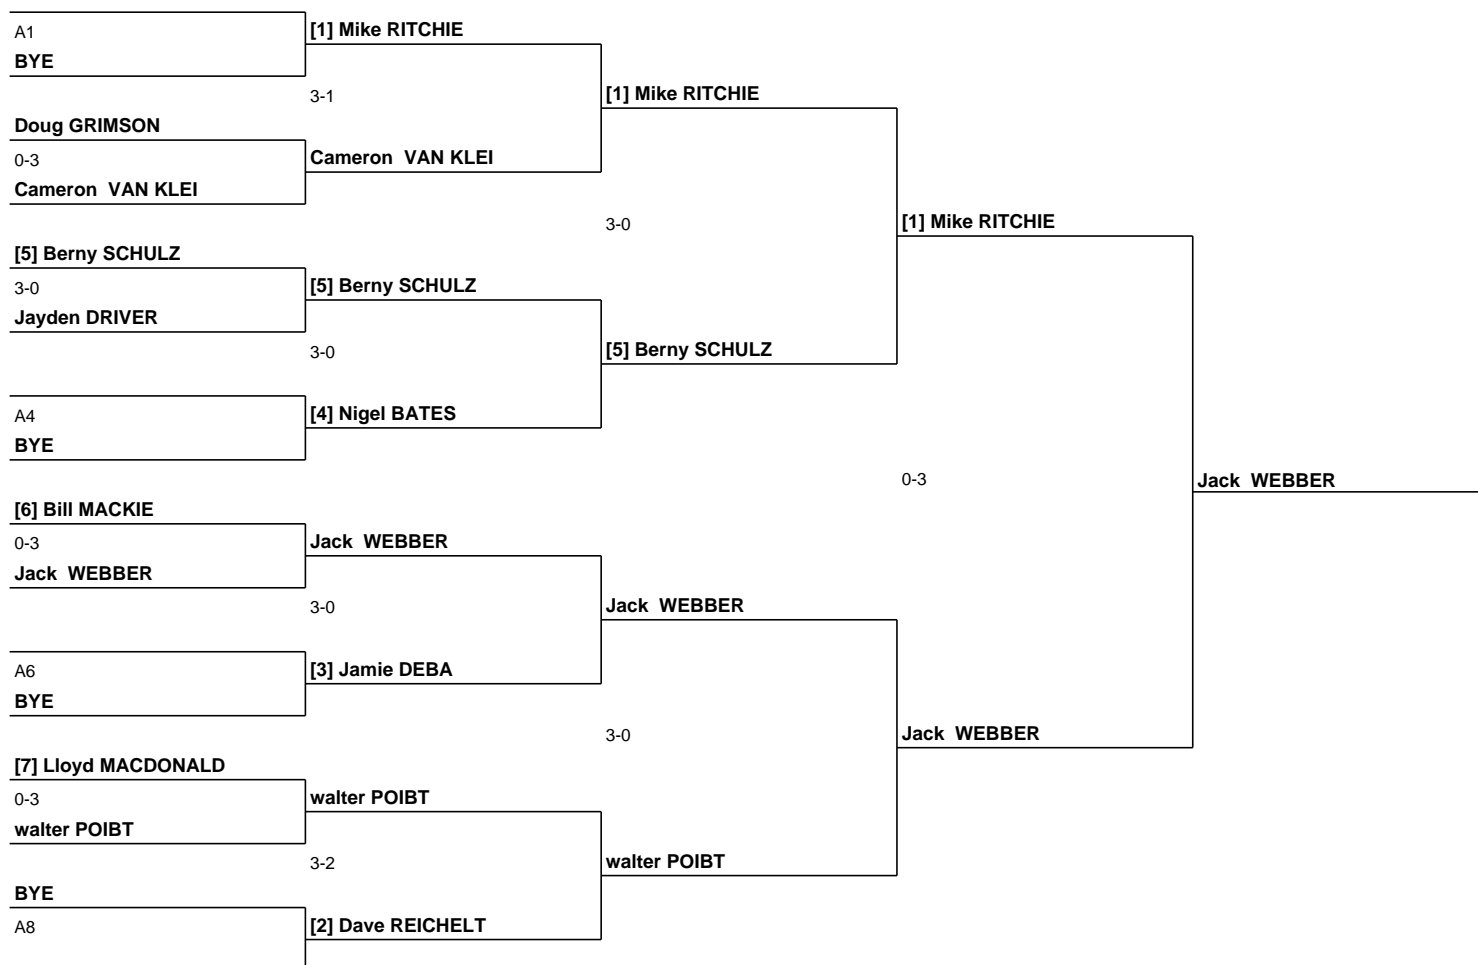 A1
BYE
[1] Mike RITCHIE
3-1
[1] Mike RITCHIE
Doug GRIMSON
0-3
Cameron  VAN KLEI
Cameron  VAN KLEI
3-0
[1] Mike RITCHIE
[5] Berny SCHULZ
3-0
Jayden DRIVER
[5] Berny SCHULZ
3-0
[5] Berny SCHULZ
A4
BYE
[4] Nigel BATES
0-3
Jack  WEBBER
[6] Bill MACKIE
0-3
Jack  WEBBER
Jack  WEBBER
3-0
Jack  WEBBER
A6
BYE
[3] Jamie DEBA
3-0
Jack  WEBBER
[7] Lloyd MACDONALD
0-3
walter POIBT
walter POIBT
3-2
walter POIBT
BYE
A8
[2] Dave REICHELT